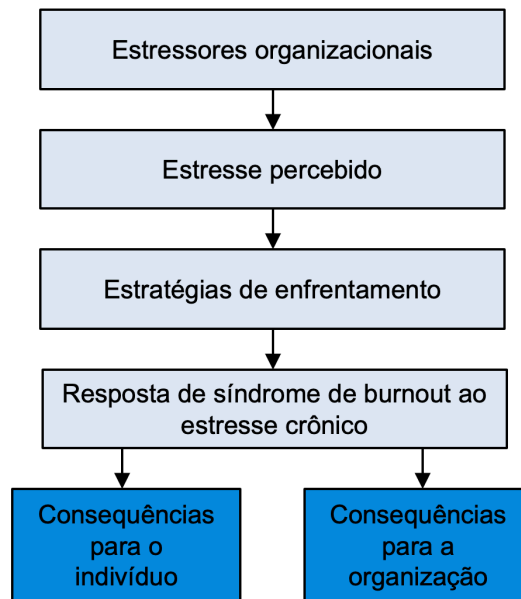 Estressores organizacionais
Estresse percebido
Estratégias de enfrentamento
Resposta de síndrome de burnout ao
estresse crônico
Consequências
para o
indivíduo
Consequências
para a
organização